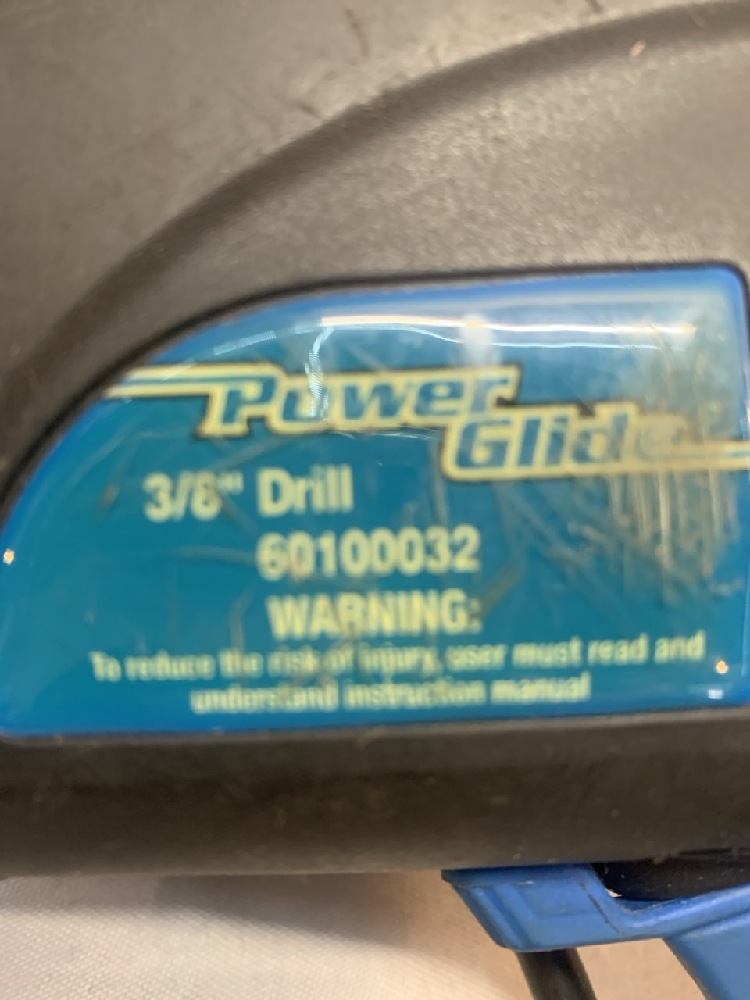 Power
Glide
3/8" Drill
60100032
WARNING:
To reduce the risk of injury, user must read and
understand instruction manual